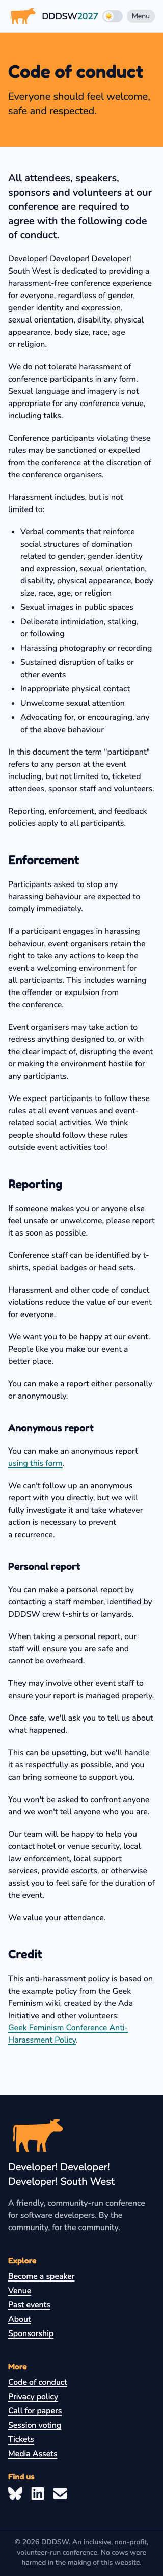 DDDSW2027
Menu
Code of conduct
Everyone should feel welcome,
safe and respected.
All attendees, speakers,
sponsors and volunteers at our
conference are required to
agree with the following code
of conduct.
Developer! Developer! Developer!
South West is dedicated to providing a
harassment-free conference experience
for everyone, regardless of gender,
gender identity and expression,
sexual orientation, disability, physical
appearance, body size, race, age
or religion.
We do not tolerate harassment of
conference participants in any form.
Sexual language and imagery is not
appropriate for any conference venue,
including talks.
Conference participants violating these
rules may be sanctioned or expelled
from the conference at the discretion of
the conference organisers.
Harassment includes, but is not
limited to:
• Verbal comments that reinforce
social structures of domination
related to gender, gender identity
and expression, sexual orientation,
disability, physical appearance, body
size, race, age, or religion
• Sexual images in public spaces
• Deliberate intimidation, stalking,
or following
• Harassing photography or recording
• Sustained disruption of talks or
other events
• Inappropriate physical contact
• Unwelcome sexual attention
• Advocating for, or encouraging, any
of the above behaviour
In this document the term "participant"
refers to any person at the event
including, but not limited to, ticketed
attendees, sponsor staff and volunteers.
Reporting, enforcement, and feedback
policies apply to all participants.
Enforcement
Participants asked to stop any
harassing behaviour are expected to
comply immediately.
If a participant engages in harassing
behaviour, event organisers retain the
right to take any actions to keep the
event a welcoming environment for
all participants. This includes warning
the offender or expulsion from
the conference.
Event organisers may take action to
redress anything designed to, or with
the clear impact of, disrupting the event
or making the environment hostile for
any participants.
We expect participants to follow these
rules at all event venues and event-
related social activities. We think
people should follow these rules
outside event activities too!
Reporting
If someone makes you or anyone else
feel unsafe or unwelcome, please report
it as soon as possible.
Conference staff can be identified by t-
shirts, special badges or head sets.
Harassment and other code of conduct
violations reduce the value of our event
for everyone.
We want you to be happy at our event.
People like you make our event a
better place.
You can make a report either personally
or anonymously.
Anonymous report
You can make an anonymous report
using this form.
We can't follow up an anonymous
report with you directly, but we will
fully investigate it and take whatever
action is necessary to prevent
a recurrence.
Personal report
You can make a personal report by
contacting a staff member, identified by
DDDSW crew t-shirts or lanyards.
When taking a personal report, our
staff will ensure you are safe and
cannot be overheard.
They may involve other event staff to
ensure your report is managed properly.
Once safe, we'll ask you to tell us about
what happened.
This can be upsetting, but we'll handle
it as respectfully as possible, and you
can bring someone to support you.
You won't be asked to confront anyone
and we won't tell anyone who you are.
Our team will be happy to help you
contact hotel or venue security, local
law enforcement, local support
services, provide escorts, or otherwise
assist you to feel safe for the duration of
the event.
We value your attendance.
Credit
This anti-harassment policy is based on
the example policy from the Geek
Feminism wiki, created by the Ada
Initiative and other volunteers:
Geek Feminism Conference Anti-
Harassment Policy.
Developer! Developer!
Developer! South West
A friendly, community-run conference
for software developers. By the
community, for the community.
Explore
Become a speaker
Venue
Past events
About
Sponsorship
More
Code of conduct
Privacy policy
Call for papers
Session voting
Tickets
Media Assets
Find us
© 2026 DDDSW. An inclusive, non-profit,
volunteer-run conference. No cows were
harmed in the making of this website.